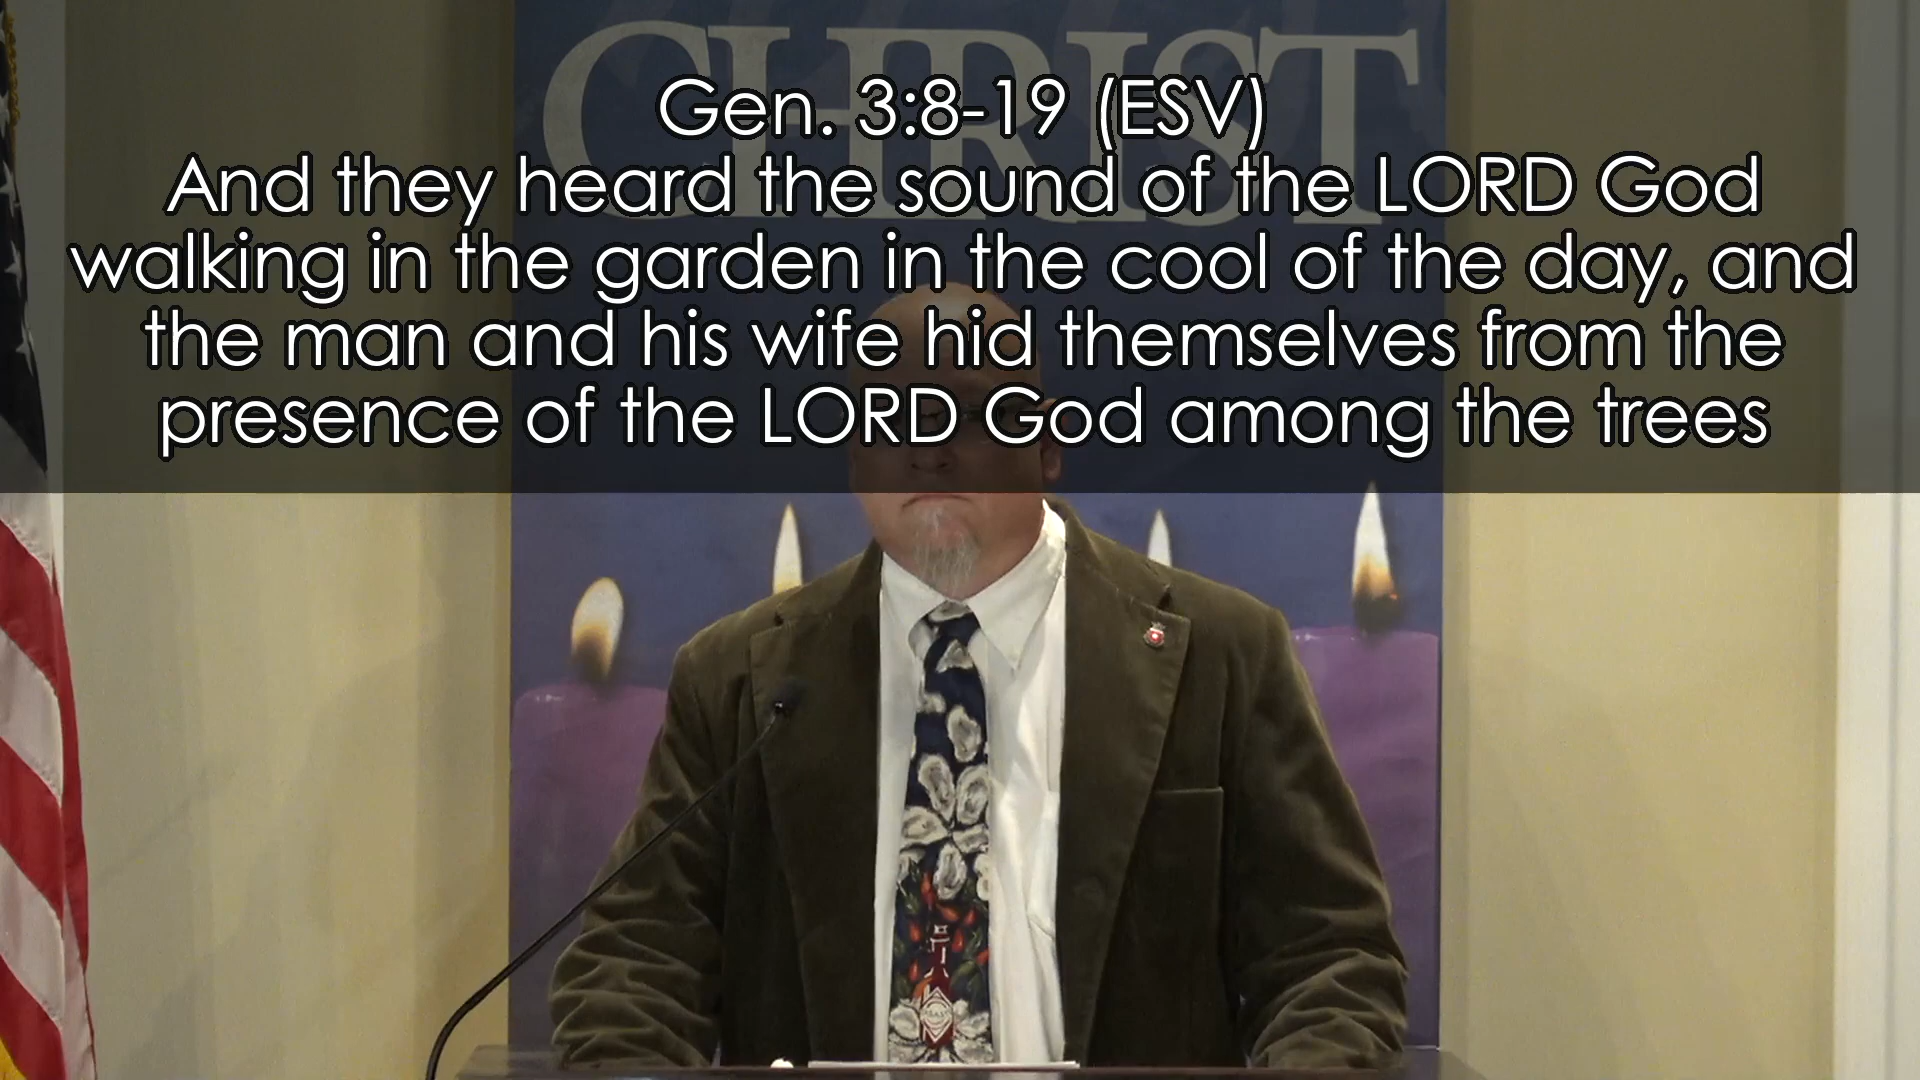 CHRIST
Gen. 3:8-19 (ESV)
And they heard the sound of the LORD God
walking in the garden in the cool of the day, and
the man and his wife hid themselves from the
presence of the LORD God among the trees